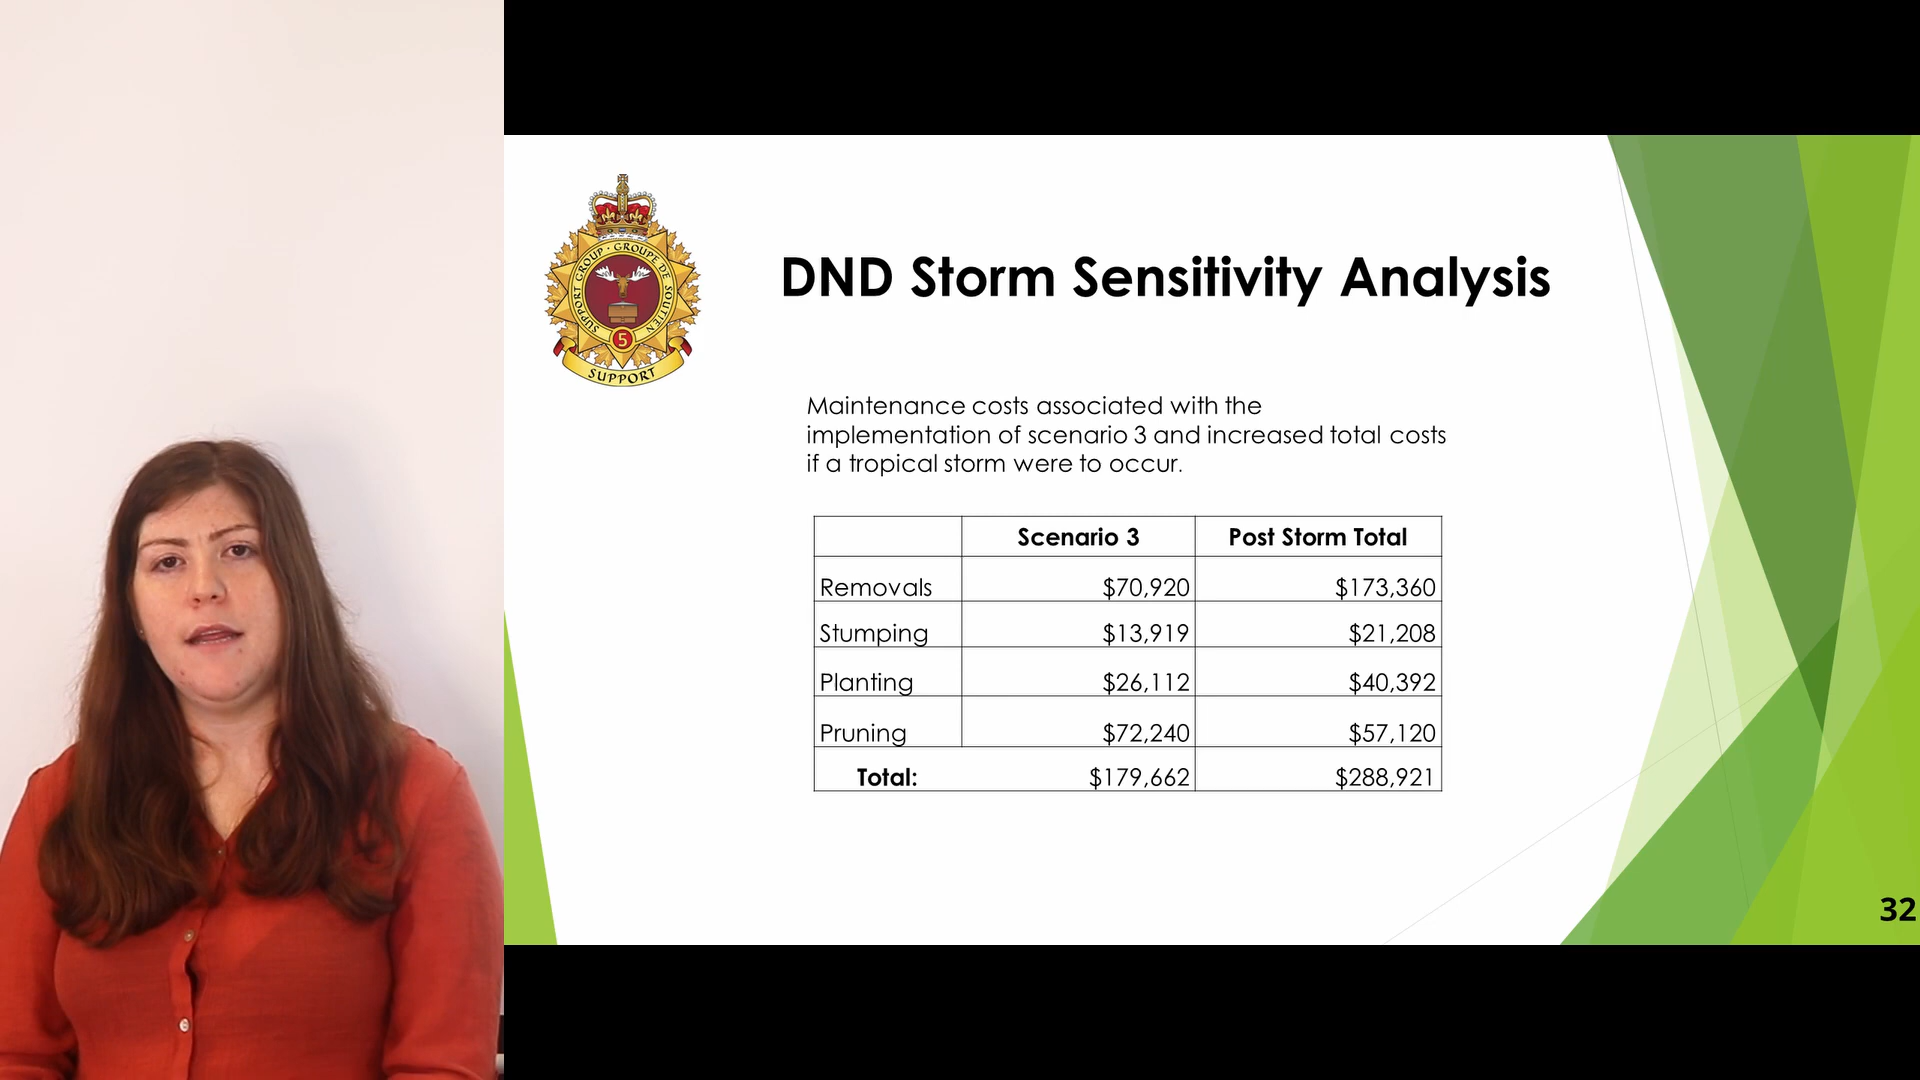 SUPPORT GROUP · GROUPE DE SOUTIEN
5
SUPPORT
DND Storm Sensitivity Analysis
Maintenance costs associated with the
implementation of scenario 3 and increased total costs
if a tropical storm were to occur.
Scenario 3 Post Storm Total
Removals $70,920 $173,360
Stumping $13,919 $21,208
Planting $26,112 $40,392
Pruning $72,240 $57,120
Total: $179,662 $288,921
32